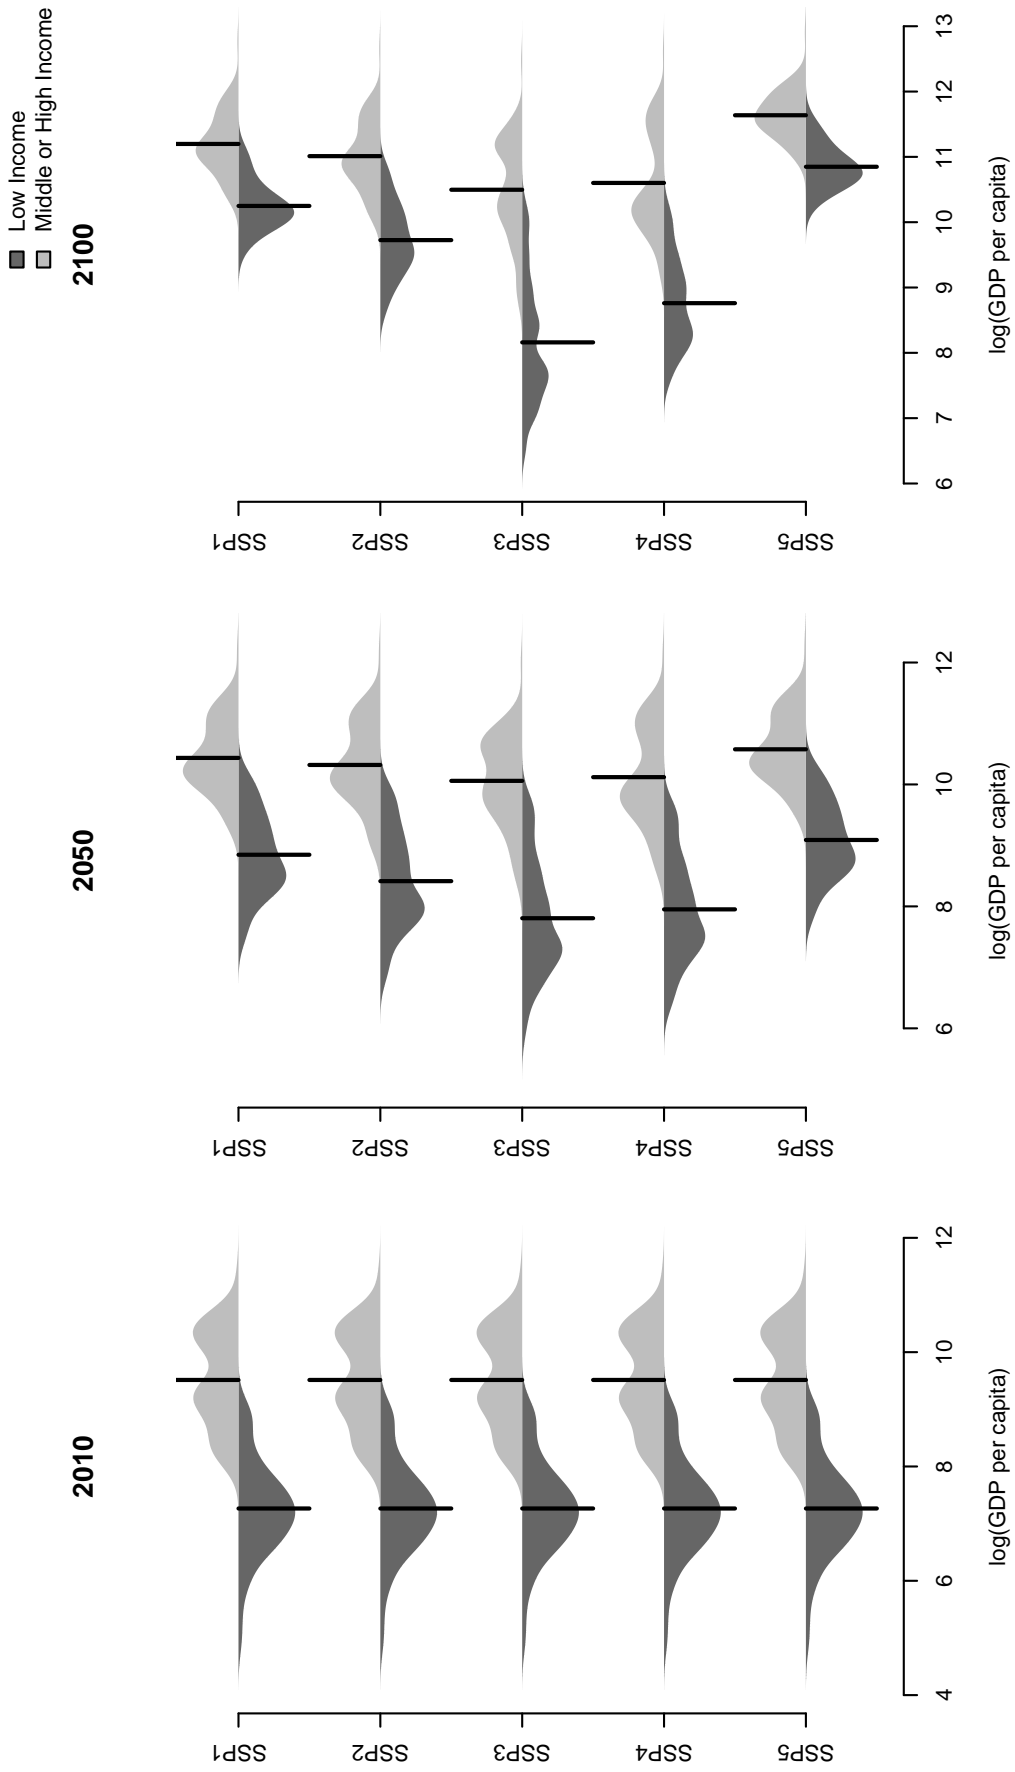 Low Income
Middle or High Income
2010
2050
2100
SSP1
SSP2
SSP3
SSP4
SSP5
4
6
8
10
12
log(GDP per capita)
SSP1
SSP2
SSP3
SSP4
SSP5
6
8
10
12
log(GDP per capita)
SSP1
SSP2
SSP3
SSP4
SSP5
6
7
8
9
10
11
12
13
log(GDP per capita)